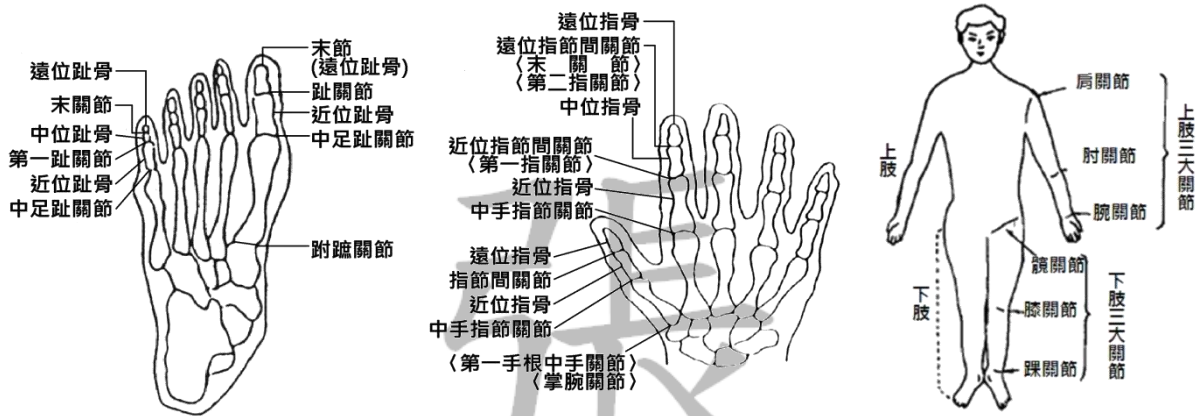 末節
(遠位趾骨)
遠位趾骨
趾關節
末關節
近位趾骨
中位趾骨
中足趾關節
第一趾關節
近位趾骨
中足趾關節
跗蹠關節
遠位指骨
遠位指節間關節
〈末關節〉
〈第二指關節〉
中位指骨
近位指節間關節
〈第一指關節〉
近位指骨
中手指節關節
遠位指骨
指節間關節
近位指骨
中手指節關節
〈第一手根中手關節〉
〈掌腕關節〉
張
肩關節
上肢三大關節
上肢
肘關節
腕關節
髖關節
下肢
膝關節
下肢三大關節
踝關節